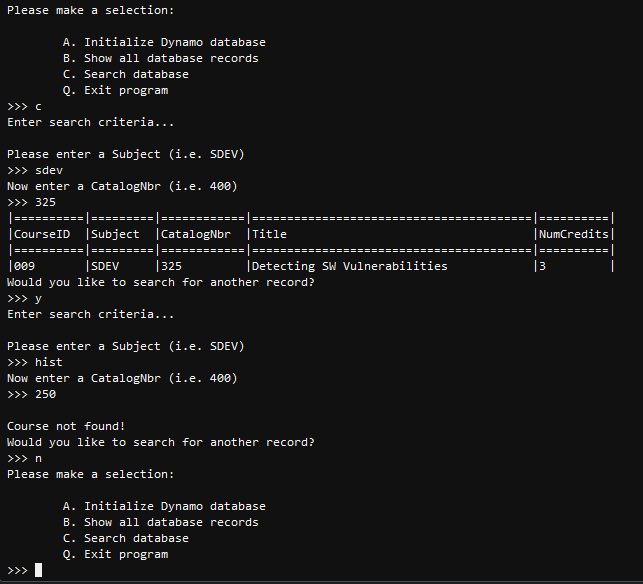 Please make a selection:
A. Initialize Dynamo database
B. Show all database records
C. Search database
Q. Exit program
>>> c
Enter search criteria...
Please enter a Subject (i.e. SDEV)
>>> sdev
Now enter a CatalogNbr (i.e. 400)
>>> 325
|==========|=========|============|========================================|==========|
|CourseID  |Subject  |CatalogNbr  |Title                                   |NumCredits|
|==========|=========|============|========================================|==========|
|009       |SDEV     |325         |Detecting SW Vulnerabilities            |3         |
Would you like to search for another record?
>>> y
Enter search criteria...
Please enter a Subject (i.e. SDEV)
>>> hist
Now enter a CatalogNbr (i.e. 400)
>>> 250
Course not found!
Would you like to search for another record?
>>> n
Please make a selection:
A. Initialize Dynamo database
B. Show all database records
C. Search database
Q. Exit program
>>>